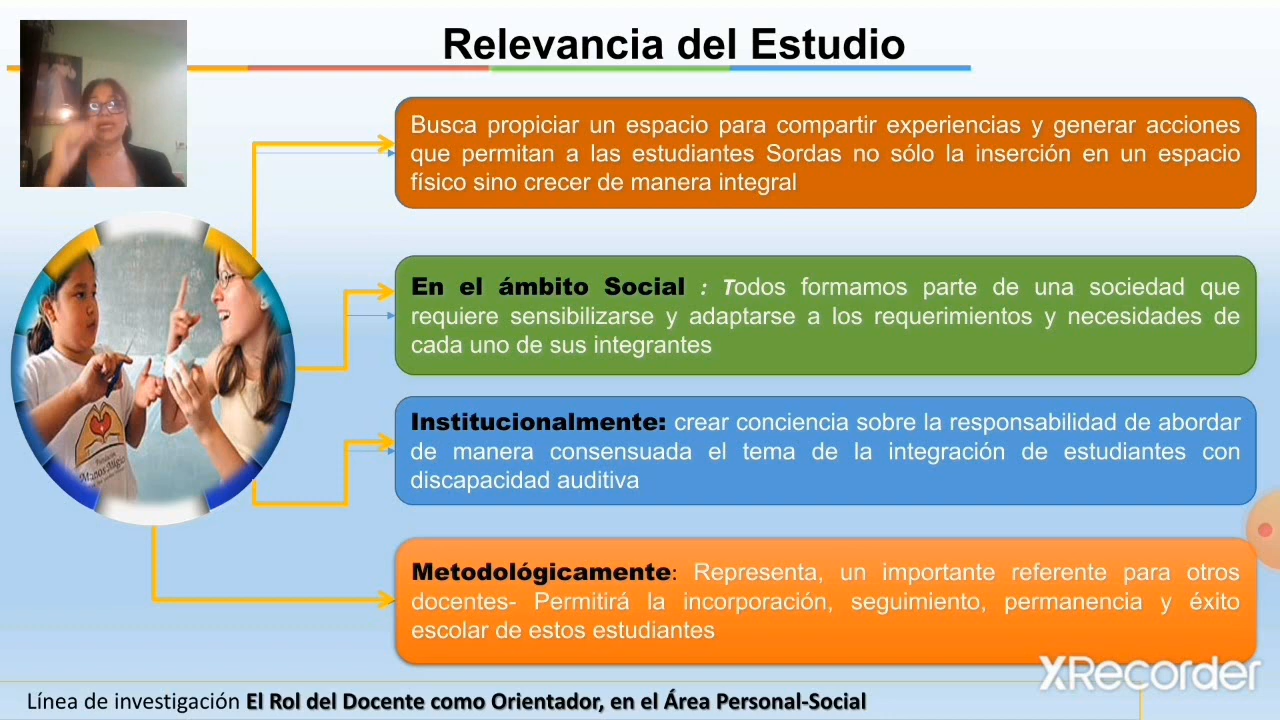 Relevancia del Estudio
Busca propiciar un espacio para compartir experiencias y generar acciones
que permitan a las estudiantes Sordas no sólo la inserción en un espacio
físico sino crecer de manera integral
En el ámbito Social : Todos formamos parte de una sociedad que
requiere sensibilizarse y adaptarse a los requerimientos y necesidades de
cada uno de sus integrantes
Institucionalmente: crear conciencia sobre la responsabilidad de abordar
de manera consensuada el tema de la integración de estudiantes con
discapacidad auditiva
Metodológicamente: Representa, un importante referente para otros
docentes- Permitirá la incorporación, seguimiento, permanencia y éxito
escolar de estos estudiantes
XRecorder
Línea de investigación El Rol del Docente como Orientador, en el Área Personal-Social